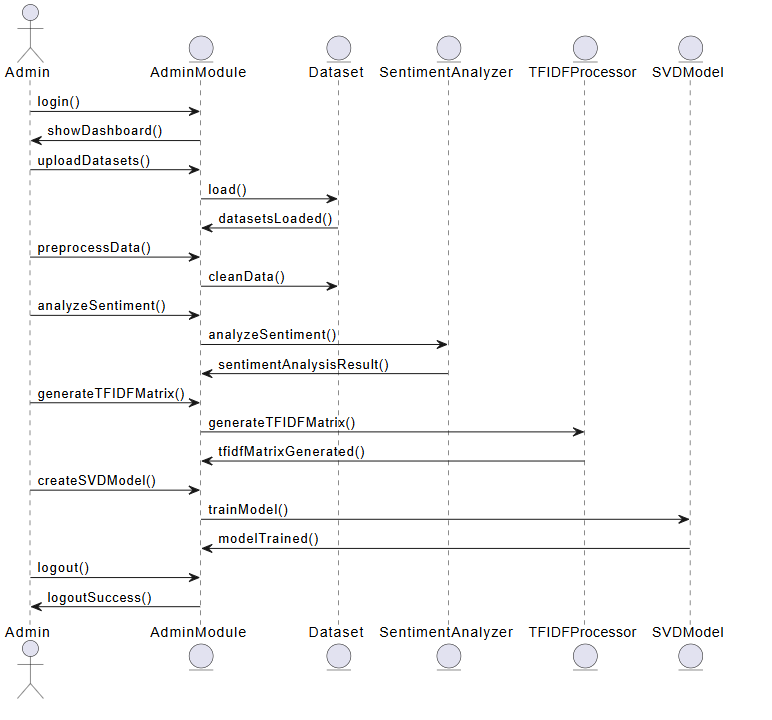 Admin AdminModule Dataset SentimentAnalyzer TFIDFProcessor SVDModel
login()
showDashboard()
uploadDatasets()
load()
datasetsLoaded()
preprocessData()
cleanData()
analyzeSentiment()
analyzeSentiment()
sentimentAnalysisResult()
generateTFIDFMatrix()
generateTFIDFMatrix()
tfidfMatrixGenerated()
createSVDModel()
trainModel()
modelTrained()
logout()
logoutSuccess()
Admin AdminModule Dataset SentimentAnalyzer TFIDFProcessor SVDModel